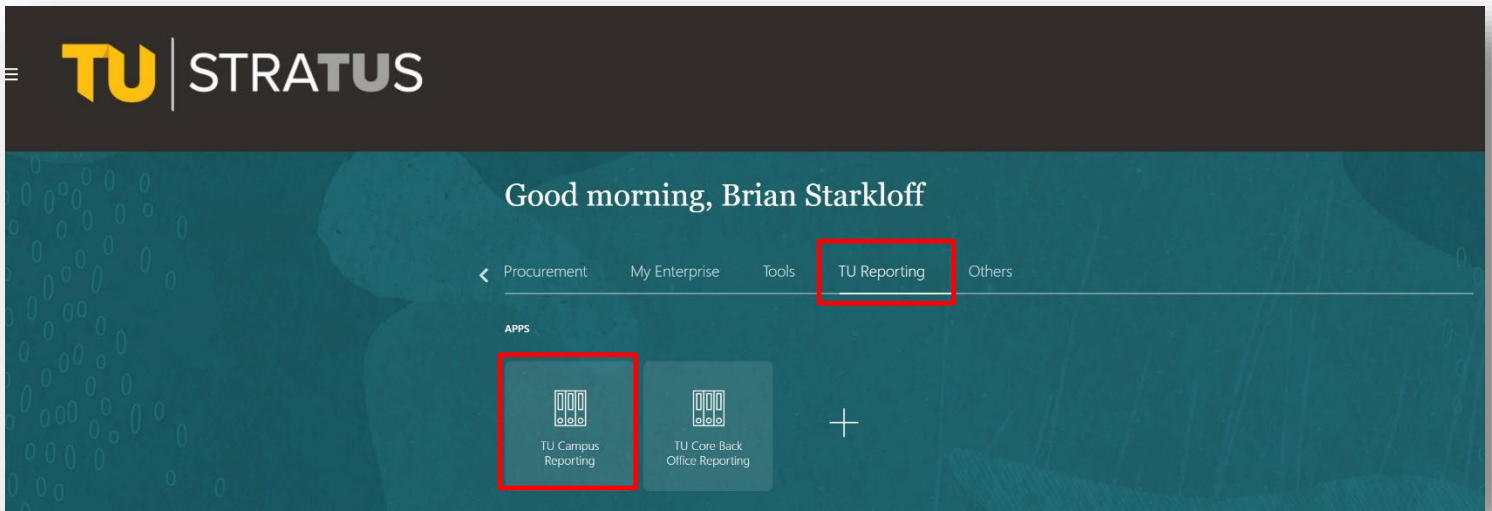 TU STRATUS
Good morning, Brian Starkloff
Procurement My Enterprise Tools TU Reporting Others
APPS
TU Campus
Reporting
TU Core Back
Office Reporting